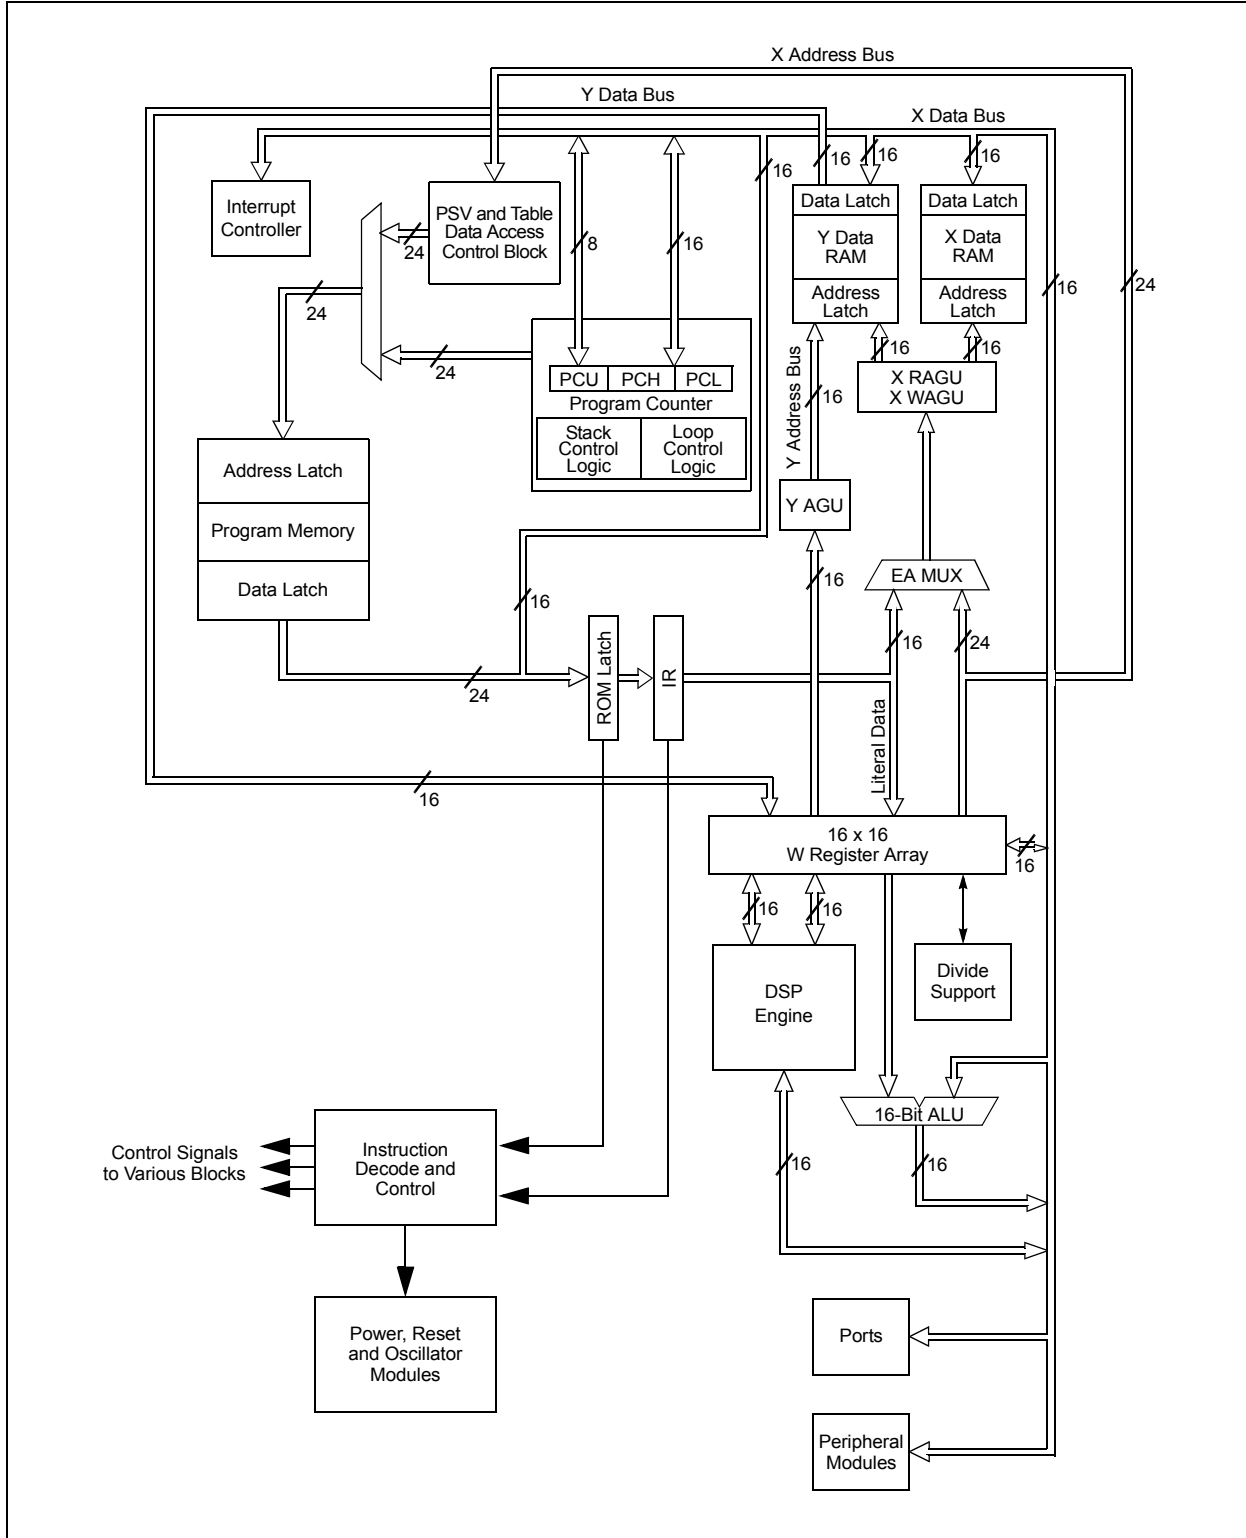 X Address Bus
Y Data Bus
X Data Bus
16
16
16
16
Interrupt
Controller
PSV and Table
Data Access
Control Block
24
8
16
Data Latch
Y Data
RAM
Address
Latch
Data Latch
X Data
RAM
Address
Latch
16
24
24
24
16
16
PCU
PCH
PCL
Program Counter
Stack
Control
Logic
Loop
Control
Logic
X RAGU
X WAGU
Y Address Bus
16
Address Latch
Program Memory
Data Latch
Y AGU
16
EA MUX
16
16
24
24
ROM Latch
IR
Literal Data
16
16 x 16
W Register Array
16
16
16
DSP
Engine
Divide
Support
16-Bit ALU
16
16
Control Signals
to Various Blocks
Instruction
Decode and
Control
Power, Reset
and Oscillator
Modules
Ports
Peripheral
Modules